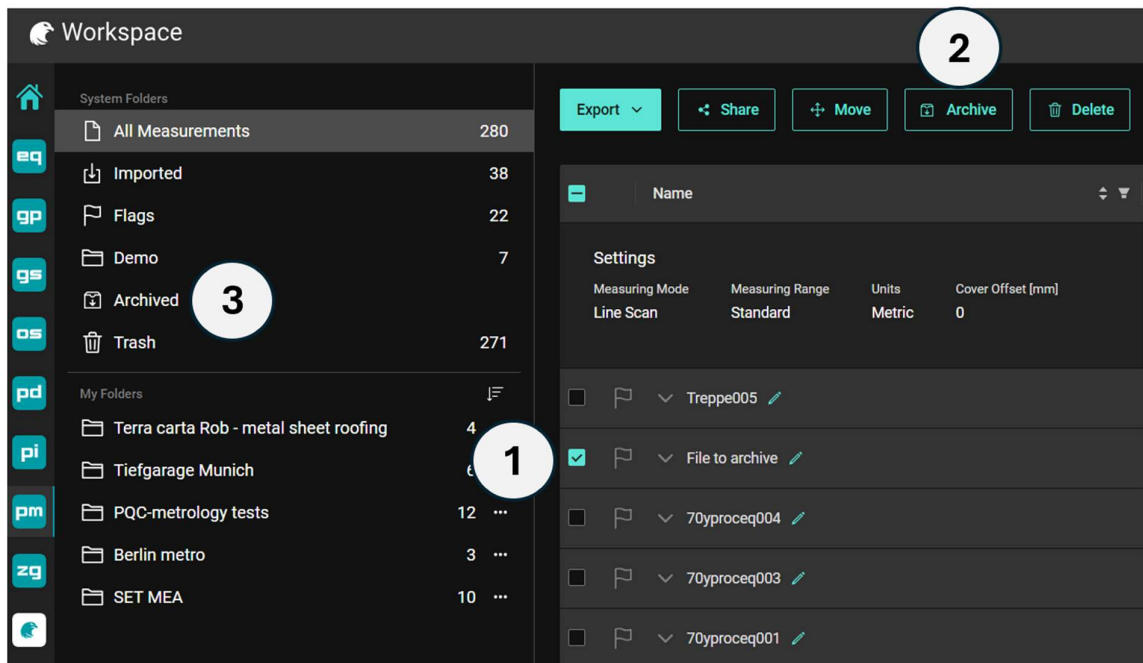 Workspace
2
System Folders
All Measurements 280
Imported 38
Flags 22
Demo 7
Archived 3
Trash 271
My Folders
Terra carta Rob - metal sheet roofing 4
Tiefgarage Munich
PQC-metrology tests 12 ...
Berlin metro 3 ...
SET MEA 10 ...
1
eq
gp
gs
os
pd
pi
pm
zg
Export Share Move Archive Delete
Name
Settings
Measuring Mode Measuring Range Units Cover Offset [mm]
Line Scan Standard Metric 0
Treppe005
File to archive
70yproceq004
70yproceq003
70yproceq001